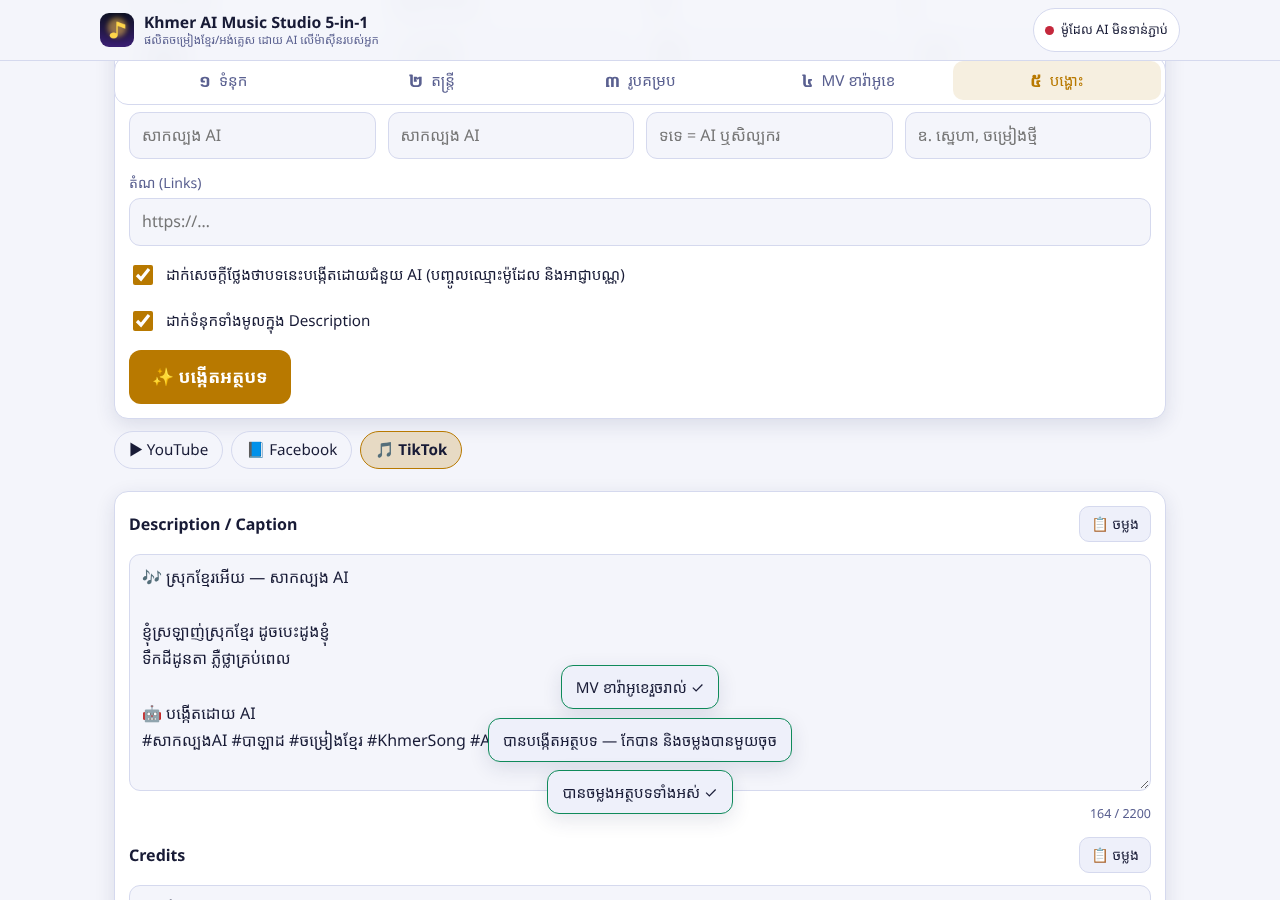 Khmer AI Music Studio 5-in-1
ផលិតចម្រៀងខ្មែរ/អង់គ្លេស ដោយ AI លើម៉ាស៊ីនរបស់អ្នក
ម៉ូដែល AI មិនទាន់ភ្ជាប់
១ ទំនុក
២ តន្ត្រី
៣ រូបគម្រប
៤ MV ខារ៉ាអូខេ
៥ បង្ហោះ
សាកល្បង AI
សាកល្បង AI
ទទេ = AI ឬសិល្បករ
ឧ. ស្នេហា, ចម្រៀងថ្មី
តំណ (Links)
https://...
ដាក់សេចក្ដីថ្លែងថាបទនេះបង្កើតដោយជំនួយ AI (បញ្ចូលឈ្មោះម៉ូដែល និងអាជ្ញាបណ្ណ)
ដាក់ទំនុកទាំងមូលក្នុង Description
✨ បង្កើតអត្ថបទ
▶ YouTube
📘 Facebook
🎵 TikTok
Description / Caption
📋 ចម្លង
🎶 ស្រុកខ្មែរអើយ — សាកល្បង AI
ខ្ញុំស្រឡាញ់ស្រុកខ្មែរ ដូចបេះដូងខ្ញុំ
ទឹកដីដូនតា ភ្លឺថ្លាគ្រប់ពេល
🤖 បង្កើតដោយ AI
#សាកល្បងAI #បាឡាដ #ចម្រៀងខ្មែរ #KhmerSong
MV ខារ៉ាអូខេរួចរាល់ ✓
បានបង្កើតអត្ថបទ — កែបាន និងចម្លងបានមួយចុច
បានចម្លងអត្ថបទទាំងអស់ ✓
164 / 2200
Credits
📋 ចម្លង